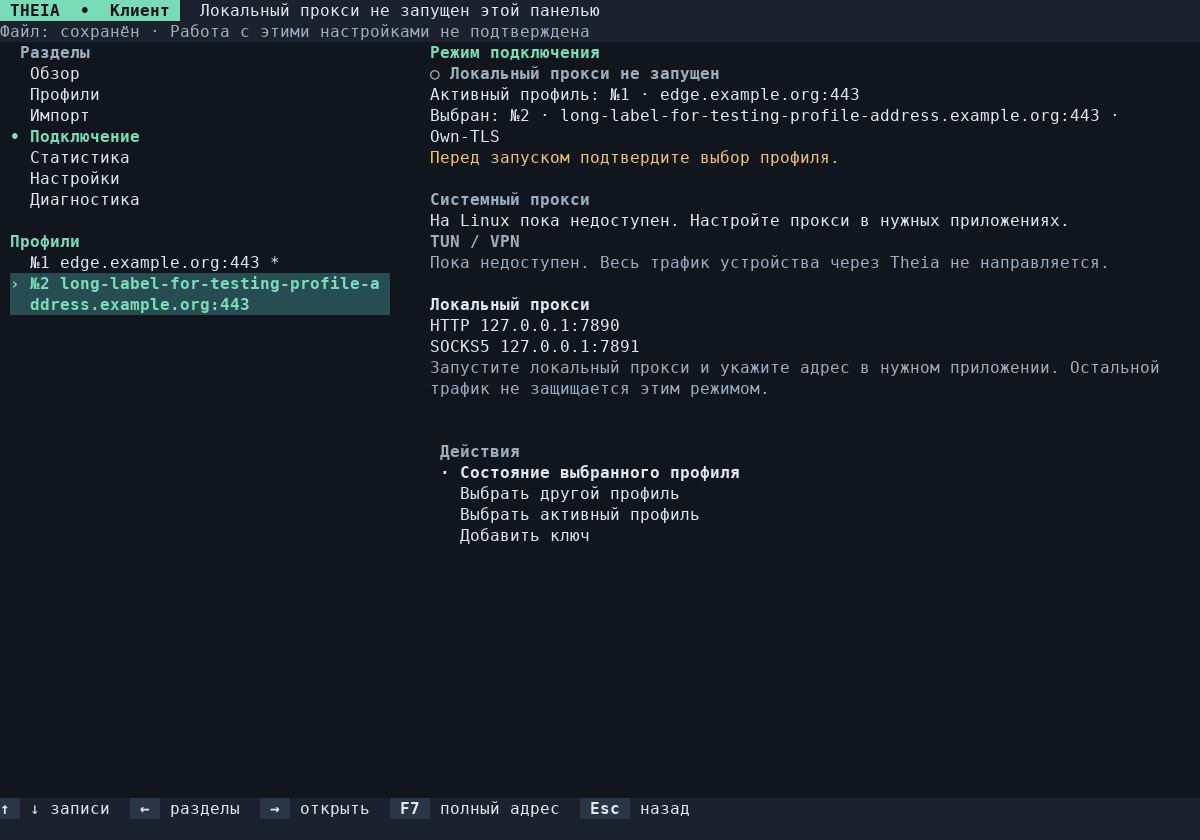 THEIA • Клиент Локальный прокси не запущен этой панелью
Файл: сохранён · Работа с этими настройками не подтверждена
Разделы
Обзор
Профили
Импорт
• Подключение
Статистика
Настройки
Диагностика
Профили
№1 edge.example.org:443 *
› №2 long-label-for-testing-profile-a
ddress.example.org:443
Режим подключения
○ Локальный прокси не запущен
Активный профиль: №1 · edge.example.org:443
Выбран: №2 · long-label-for-testing-profile-address.example.org:443 ·
Own-TLS
Перед запуском подтвердите выбор профиля.
Системный прокси
На Linux пока недоступен. Настройте прокси в нужных приложениях.
TUN / VPN
Пока недоступен. Весь трафик устройства через Theia не направляется.
Локальный прокси
HTTP 127.0.0.1:7890
SOCKS5 127.0.0.1:7891
Запустите локальный прокси и укажите адрес в нужном приложении. Остальной
трафик не защищается этим режимом.
Действия
· Состояние выбранного профиля
Выбрать другой профиль
Выбрать активный профиль
Добавить ключ
↑ ↓ записи ← разделы → открыть F7 полный адрес Esc назад